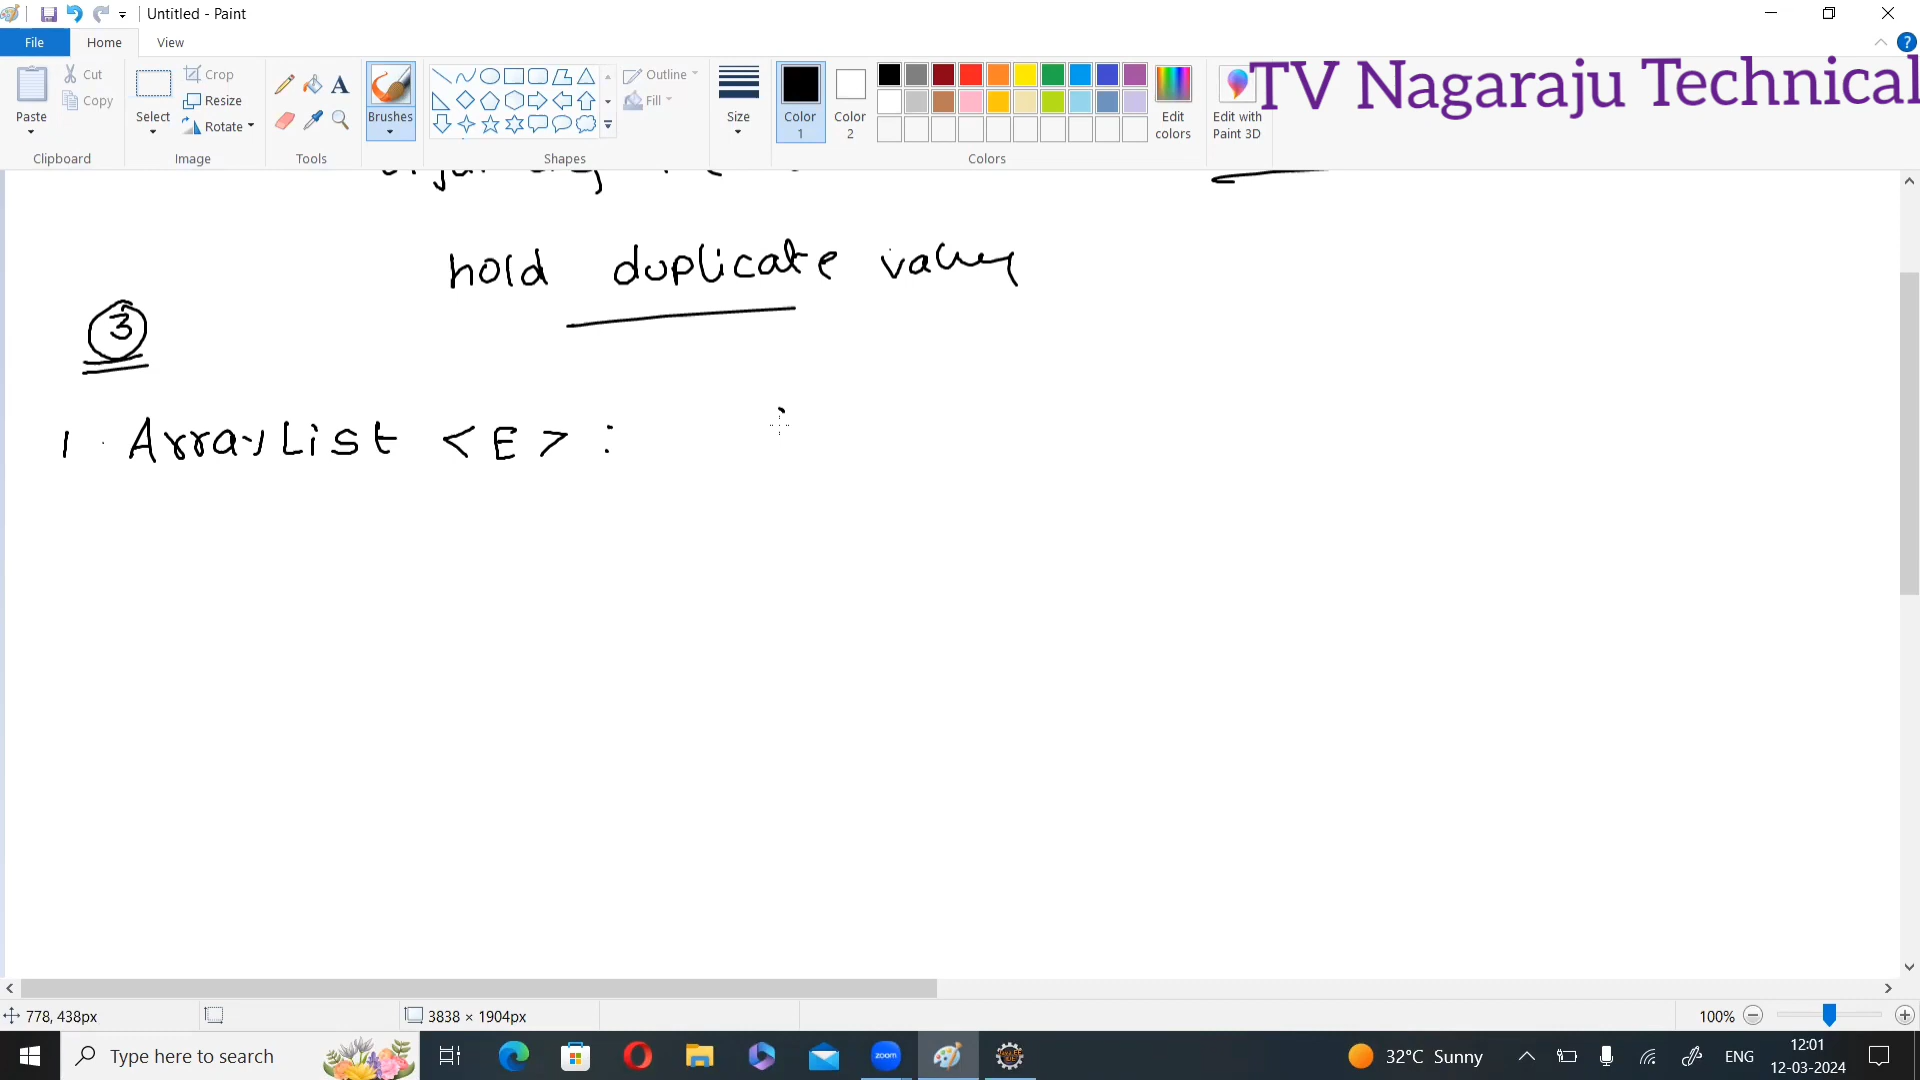 Untitled - Paint
File Home View
Paste Cut Copy Select Crop Resize Rotate Brushes Outline Fill Size Color 1 Color 2 Edit colors Edit with Paint 3D
Clipboard Image Tools Shapes Colors
TV Nagaraju Technical
hold duplicate values
3
1. ArrayList <E> :
778, 438px 3838 × 1904px 100%
Type here to search zoom 32°C Sunny ENG 12:01
12-03-2024